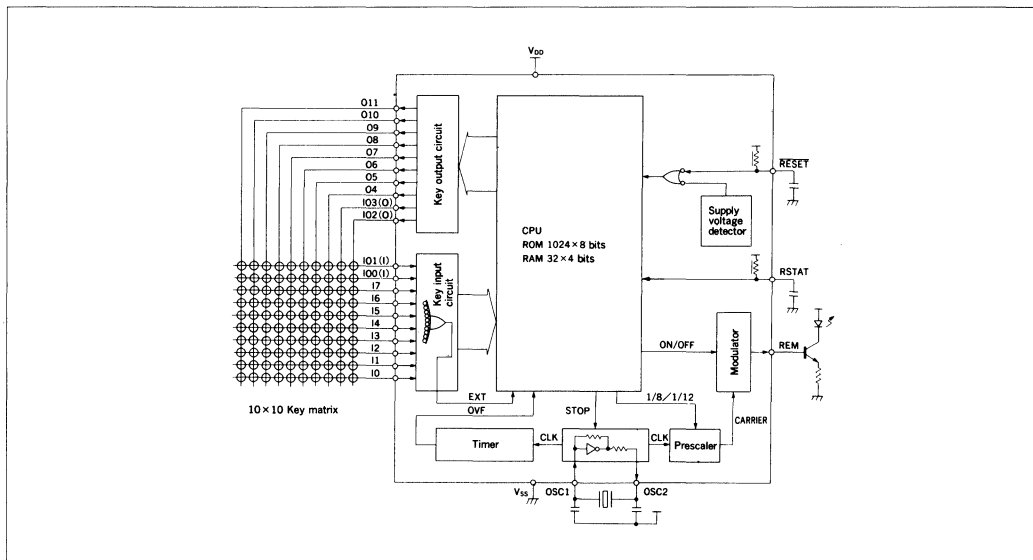 VDD
O11
O10
O9
O8
O7
O6
O5
O4
IO3(O)
IO2(O)
Key output circuit
IO1(I)
IO0(I)
I7
I6
I5
I4
I3
I2
I1
I0
Key input circuit
10×10 Key matrix
CPU
ROM 1024×8 bits
RAM 32×4 bits
RESET
Supply voltage detector
RSTAT
ON/OFF
Modulator
REM
EXT
OVF
STOP
1/8/1/12
CARRIER
Timer
CLK
CLK
Prescaler
VSS
OSC1
OSC2